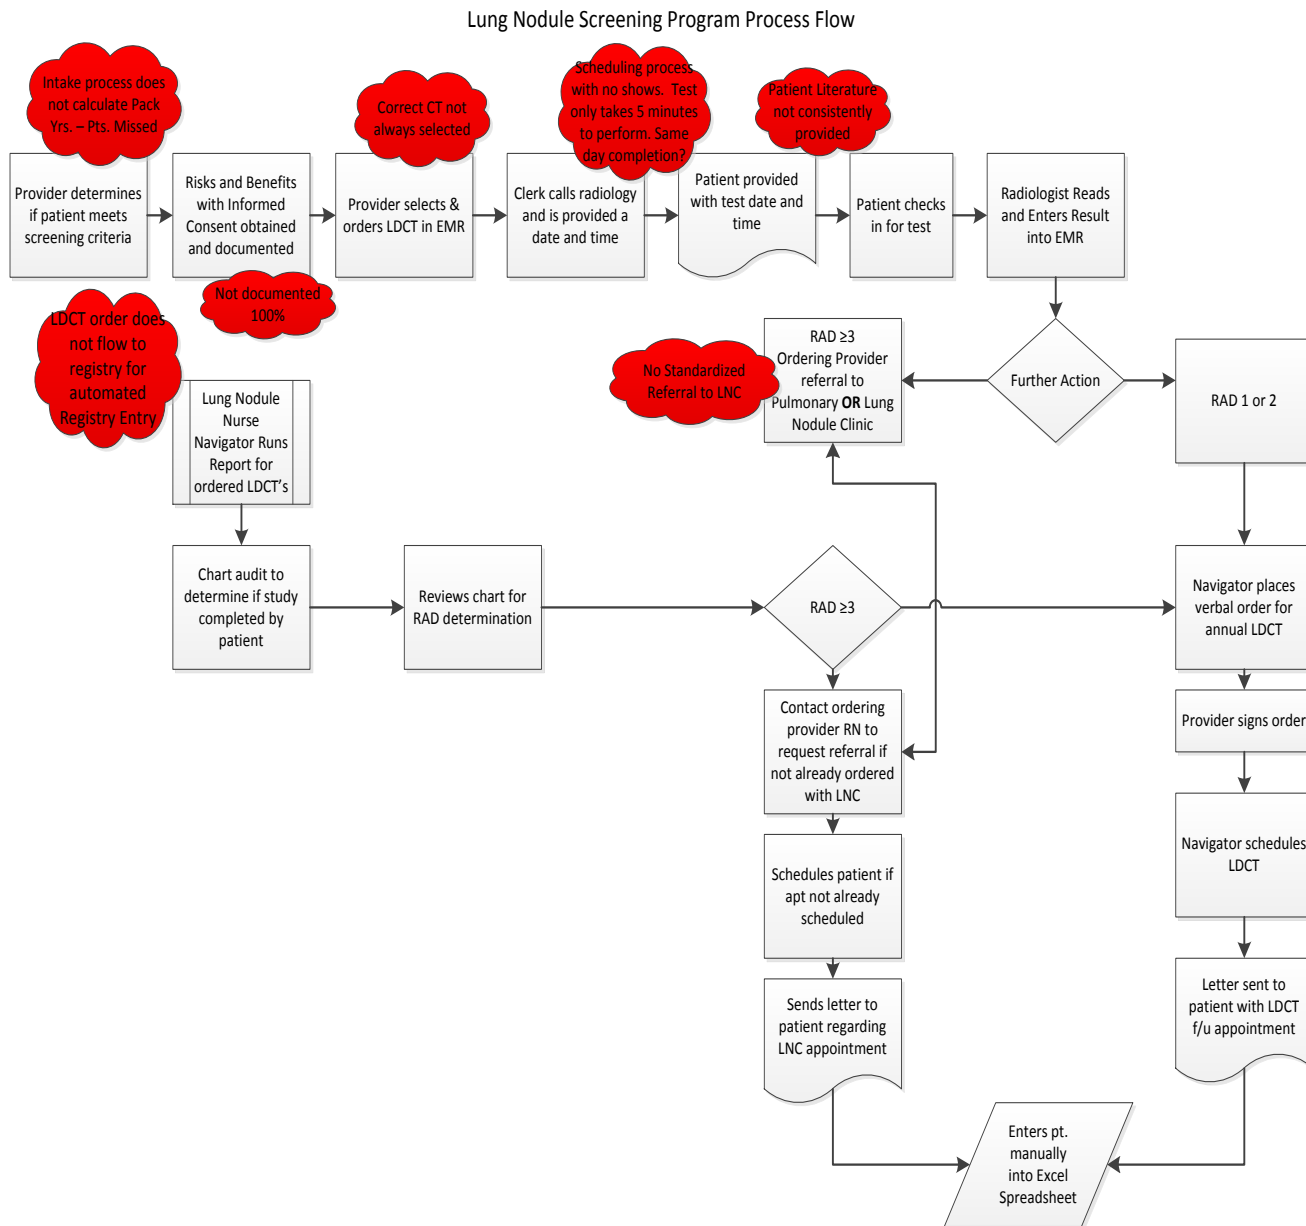 Lung Nodule Screening Program Process Flow
Intake process does
not calculate Pack
Yrs. – Pts. Missed
Correct CT not
always selected
Scheduling process
with no shows.  Test
only takes 5 minutes
to perform. Same
day completion?
Patient Literature
not consistently
provided
Provider determines
if patient meets
screening criteria
Risks and Benefits
with Informed
Consent obtained
and documented
Provider selects &
orders LDCT in EMR
Clerk calls radiology
and is provided a
date and time
Patient provided
with test date and
time
Patient checks
in for test
Radiologist Reads
and Enters Result
into EMR
Not documented
100%
LDCT order does
not flow to
registry for
automated
Registry Entry
No Standardized
Referral to LNC
RAD ≥3
Ordering Provider
referral to
Pulmonary OR Lung
Nodule Clinic
Further Action
RAD 1 or 2
Lung Nodule
Nurse
Navigator Runs
Report for
ordered LDCT's
Chart audit to
determine if study
completed by
patient
Reviews chart for
RAD determination
RAD ≥3
Navigator places
verbal order for
annual LDCT
Contact ordering
provider RN to
request referral if
not already ordered
with LNC
Provider signs order
Schedules patient if
apt not already
scheduled
Navigator schedules
LDCT
Sends letter to
patient regarding
LNC appointment
Letter sent to
patient with LDCT
f/u appointment
Enters pt.
manually
into Excel
Spreadsheet